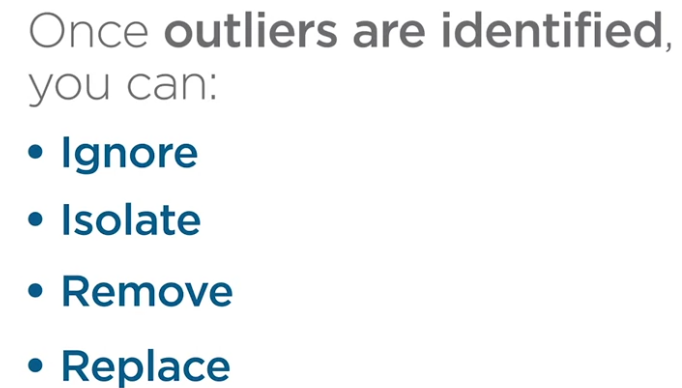 Once outliers are identified,
you can:
• Ignore
• Isolate
• Remove
• Replace